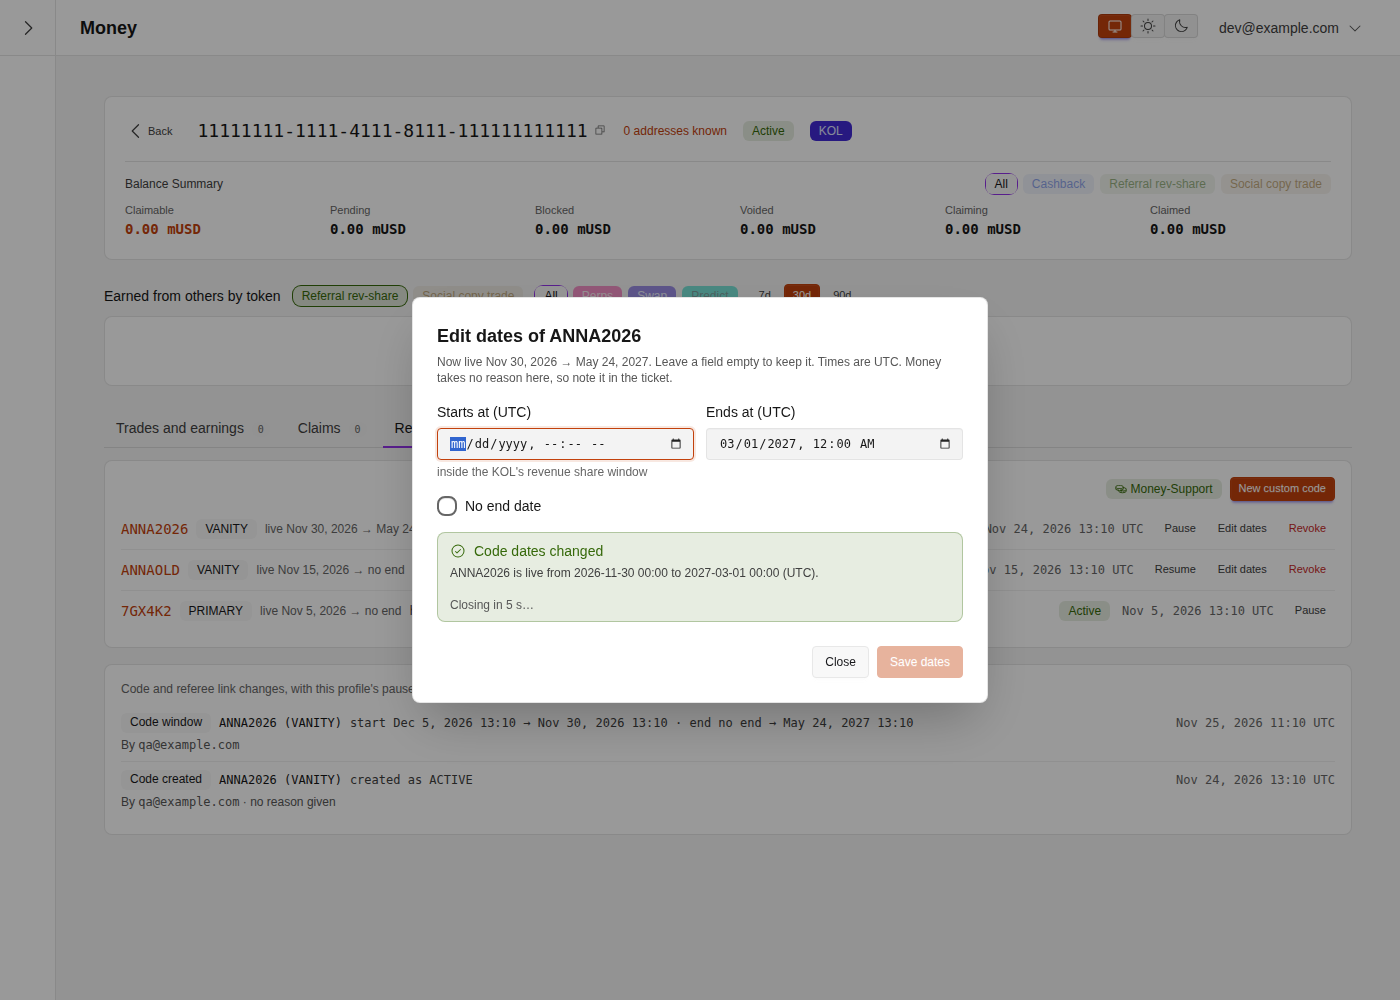 Money
dev@example.com
Back
11111111-1111-4111-8111-111111111111
0 addresses known
Active
KOL
Balance Summary
All
Cashback
Referral rev-share
Social copy trade
Claimable
Pending
Blocked
Voided
Claiming
Claimed
0.00 mUSD
0.00 mUSD
0.00 mUSD
0.00 mUSD
0.00 mUSD
0.00 mUSD
Earned from others by token
Referral rev-share
Social copy trade
All
Perps
Swap
Predict
7d
30d
90d
Edit dates of ANNA2026
Now live Nov 30, 2026 → May 24, 2027. Leave a field empty to keep it. Times are UTC. Money
takes no reason here, so note it in the ticket.
Starts at (UTC)
Ends at (UTC)
mm/dd/yyyy, --:-- --
03/01/2027, 12:00 AM
inside the KOL's revenue share window
No end date
Code dates changed
ANNA2026 is live from 2026-11-30 00:00 to 2027-03-01 00:00 (UTC).
Closing in 5 s…
Close
Save dates
Trades and earnings 0
Claims 0
Re
Money-Support
New custom code
ANNA2026 VANITY live Nov 30, 2026 → May 24
Nov 24, 2026 13:10 UTC Pause Edit dates Revoke
ANNAOLD VANITY live Nov 15, 2026 → no end
15, 2026 13:10 UTC Resume Edit dates Revoke
7GX4K2 PRIMARY live Nov 5, 2026 → no end
Active Nov 5, 2026 13:10 UTC Pause
Code and referee link changes, with this profile's pause
Code window ANNA2026 (VANITY) start Dec 5, 2026 13:10 → Nov 30, 2026 13:10 · end no end → May 24, 2027 13:10
Nov 25, 2026 11:10 UTC
By qa@example.com
Code created ANNA2026 (VANITY) created as ACTIVE
Nov 24, 2026 13:10 UTC
By qa@example.com · no reason given